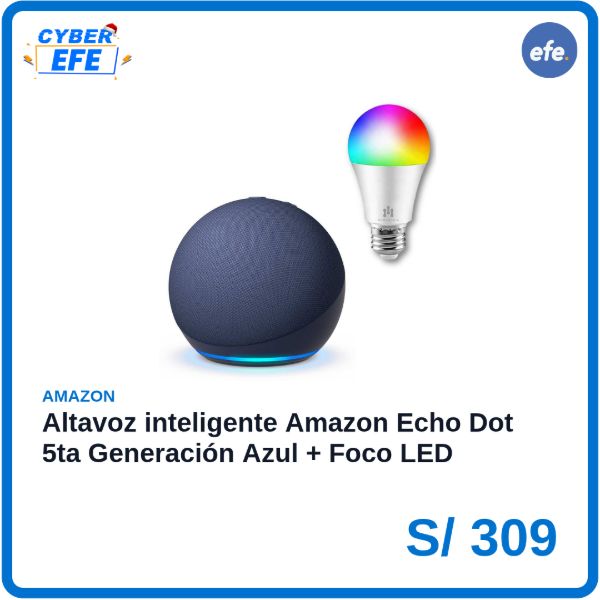 CYBER
EFE
efe.
AMAZON
Altavoz inteligente Amazon Echo Dot
5ta Generación Azul + Foco LED
S/ 309